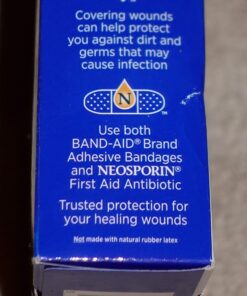 Covering wounds
can help protect
you against dirt and
germs that may
cause infection
N
Use both
BAND-AID® Brand
Adhesive Bandages
and NEOSPORIN®
First Aid Antibiotic
Trusted protection for
your healing wounds
Not made with natural rubber latex